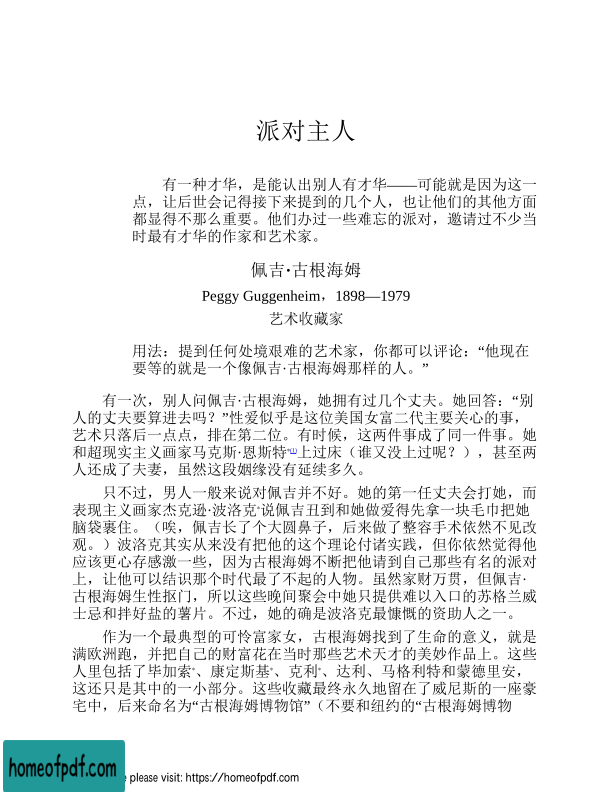 派对主人
有一种才华，是能认出别人有才华——可能就是因为这一
点，让后世会记得接下来提到的几个人，也让他们的其他方面
都显得不那么重要。他们办过一些难忘的派对，邀请过不少当
时最有才华的作家和艺术家。
佩吉·古根海姆
Peggy Guggenheim，1898—1979
艺术收藏家
用法：提到任何处境艰难的艺术家，你都可以评论：“他现在
要等的就是一个像佩吉·古根海姆那样的人。”
有一次，别人问佩吉·古根海姆，她拥有过几个丈夫。她回答：“别
人的丈夫要算进去吗？”性爱似乎是这位美国女富二代主要关心的事，
艺术只落后一点点，排在第二位。有时候，这两件事成了同一件事。她
和超现实主义画家马克斯·恩斯特*[1]上过床（谁又没上过呢？），甚至两
人还成了夫妻，虽然这段姻缘没有延续多久。
只不过，男人一般来说对佩吉并不好。她的第一任丈夫会打她，而
表现主义画家杰克逊·波洛克*说佩吉丑到和她做爱得先拿一块毛巾把她
脑袋裹住。（唉，佩吉长了个大圆鼻子，后来做了整容手术依然不见改
观。）波洛克其实从来没有把他的这个理论付诸实践，但你依然觉得他
应该更心存感激一些，因为古根海姆不断把他请到自己那些有名的派对
上，让他可以结识那个时代最了不起的人物。虽然家财万贯，但佩吉·
古根海姆生性抠门，所以这些晚间聚会中她只提供难以入口的苏格兰威
士忌和拌好盐的薯片。不过，她的确是波洛克最慷慨的资助人之一。
作为一个最典型的可怜富家女，古根海姆找到了生命的意义，就是
满欧洲跑，并把自己的财富花在当时那些艺术天才的美妙作品上。这些
人里包括了毕加索*、康定斯基*、克利*、达利、马格利特和蒙德里安，
这还只是其中的一小部分。这些收藏最终永久地留在了威尼斯的一座豪
宅中，后来命名为“古根海姆博物馆”（不要和纽约的“古根海姆博物
homeofpdf.com
e please visit: https://homeofpdf.com